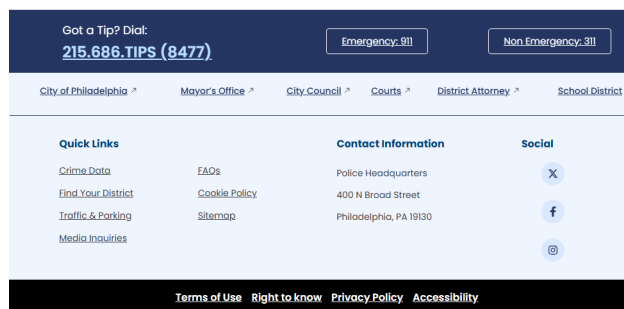 Got a Tip? Dial:
215.686.TIPS (8477)
Emergency: 911
Non Emergency: 311
City of Philadelphia ↗
Mayor's Office ↗
City Council ↗
Courts ↗
District Attorney ↗
School District
Quick Links
Crime Data
Find Your District
Traffic & Parking
Media Inquiries
FAQs
Cookie Policy
Sitemap
Contact Information
Police Headquarters
400 N Broad Street
Philadelphia, PA 19130
Social
Terms of Use Right to know Privacy Policy Accessibility